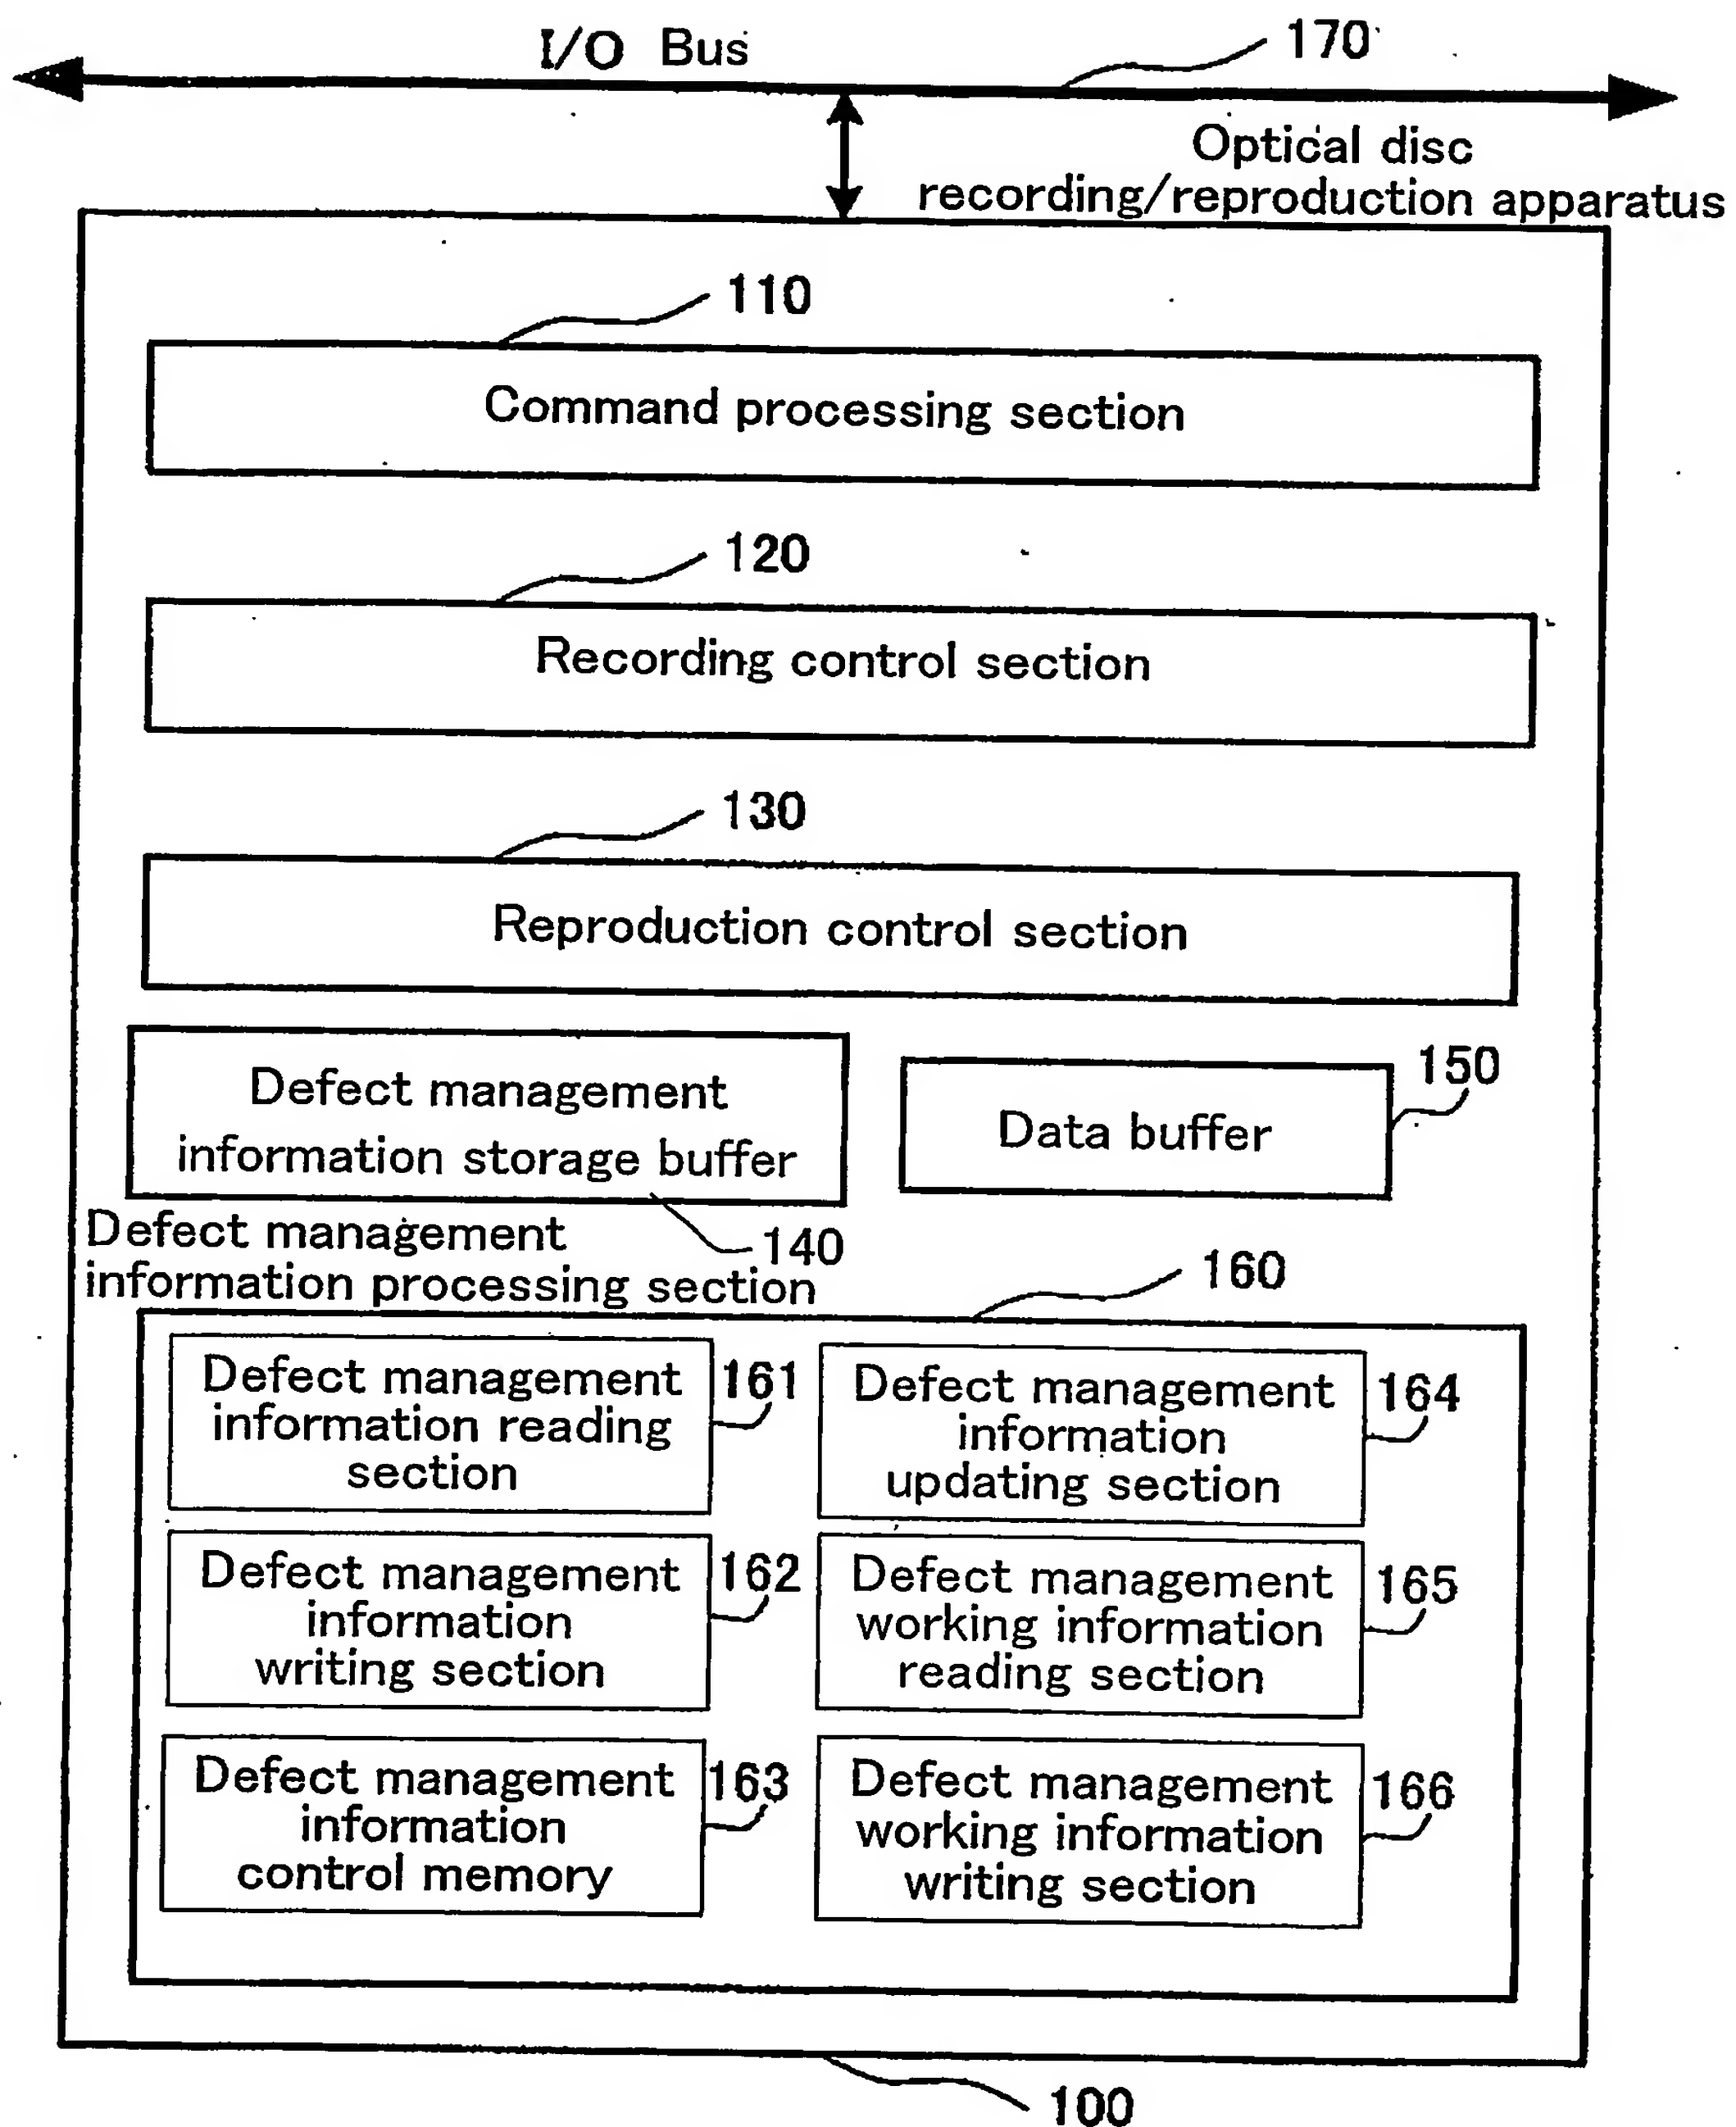 I/O Bus
170
Optical disc
recording/reproduction apparatus
110
Command processing section
120
Recording control section
130
Reproduction control section
Defect management
information storage buffer
140
Data buffer
150
Defect management
information processing section
160
Defect management
information reading
section
161
Defect management
information
updating section
164
Defect management
information
writing section
162
Defect management
working information
reading section
165
Defect management
information
control memory
163
Defect management
working information
writing section
166
100